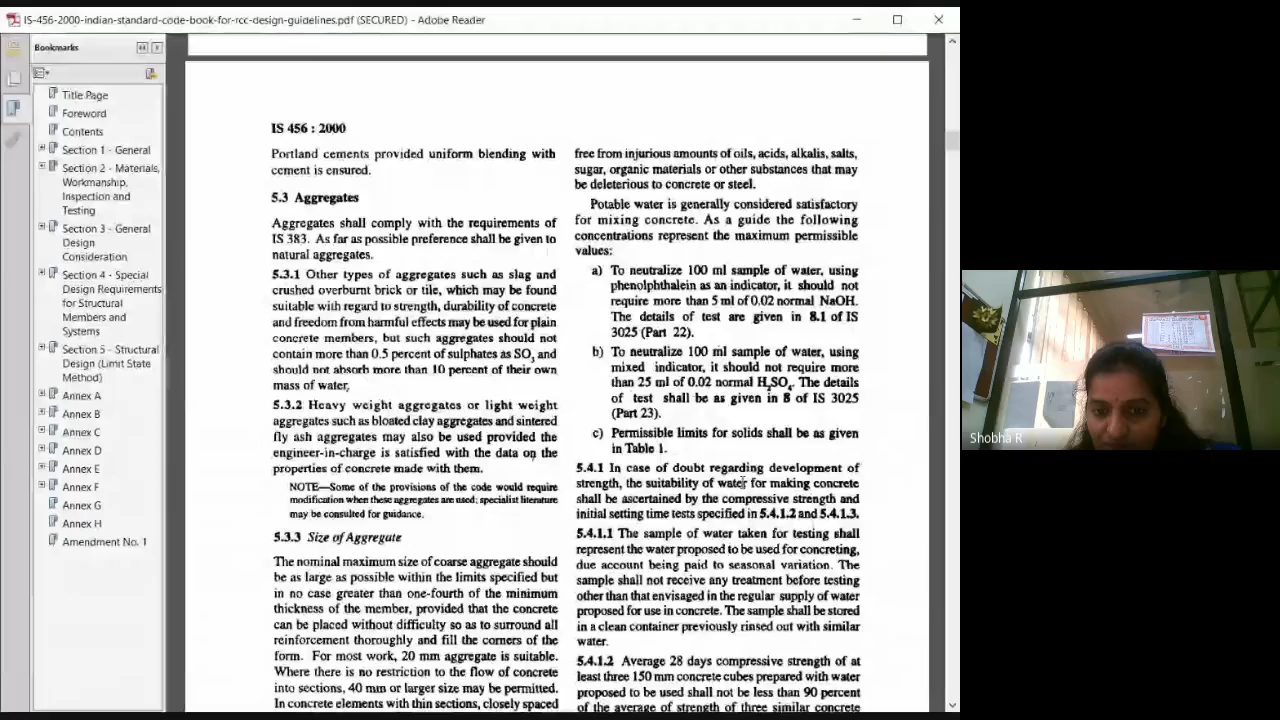 IS-456-2000-indian-standard-code-book-for-rcc-design-guidelines.pdf (SECURED) - Adobe Reader
Bookmarks
Title Page
Foreword
Contents
Section 1 - General
Section 2 - Materials,
Workmanship,
Inspection and
Testing
Section 3 - General
Design
Consideration
Section 4 - Special
Design Requirements
for Structural
Members and
Systems
Section 5 - Structural
Design (Limit State
Method)
Annex A
Annex B
Annex C
Annex D
Annex E
Annex F
Annex G
Annex H
Amendment No. 1
IS 456 : 2000
Portland cements provided uniform blending with
cement is ensured.
5.3 Aggregates
Aggregates shall comply with the requirements of
IS 383. As far as possible preference shall be given to
natural aggregates.
5.3.1 Other types of aggregates such as slag and
crushed overburnt brick or tile, which may be found
suitable with regard to strength, durability of concrete
and freedom from harmful effects may be used for plain
concrete members, but such aggregates should not
contain more than 0.5 percent of sulphates as SO3 and
should not absorb more than 10 percent of their own
mass of water,
5.3.2 Heavy weight aggregates or light weight
aggregates such as bloated clay aggregates and sintered
fly ash aggregates may also be used provided the
engineer-in-charge is satisfied with the data on the
properties of concrete made with them.
NOTE—Some of the provisions of the code would require
modification when these aggregates are used; specialist literature
may be consulted for guidance.
5.3.3 Size of Aggregate
The nominal maximum size of coarse aggregate should
be as large as possible within the limits specified but
in no case greater than one-fourth of the minimum
thickness of the member, provided that the concrete
can be placed without difficulty so as to surround all
reinforcement thoroughly and fill the corners of the
form. For most work, 20 mm aggregate is suitable.
Where there is no restriction to the flow of concrete
into sections, 40 mm or larger size may be permitted.
In concrete elements with thin sections, closely spaced
free from injurious amounts of oils, acids, alkalis, salts,
sugar, organic materials or other substances that may
be deleterious to concrete or steel.
Potable water is generally considered satisfactory
for mixing concrete. As a guide the following
concentrations represent the maximum permissible
values:
a) To neutralize 100 ml sample of water, using
phenolphthalein as an indicator, it should not
require more than 5 ml of 0.02 normal NaOH.
The details of test are given in 8.1 of IS
3025 (Part 22).
b) To neutralize 100 ml sample of water, using
mixed indicator, it should not require more
than 25 ml of 0.02 normal H2SO4. The details
of test shall be as given in 8 of IS 3025
(Part 23).
c) Permissible limits for solids shall be as given
in Table 1.
5.4.1 In case of doubt regarding development of
strength, the suitability of water for making concrete
shall be ascertained by the compressive strength and
initial setting time tests specified in 5.4.1.2 and 5.4.1.3.
5.4.1.1 The sample of water taken for testing shall
represent the water proposed to be used for concreting,
due account being paid to seasonal variation. The
sample shall not receive any treatment before testing
other than that envisaged in the regular supply of water
proposed for use in concrete. The sample shall be stored
in a clean container previously rinsed out with similar
water.
5.4.1.2 Average 28 days compressive strength of at
least three 150 mm concrete cubes prepared with water
proposed to be used shall not be less than 90 percent
of the average of strength of three similar concrete
Shobha R